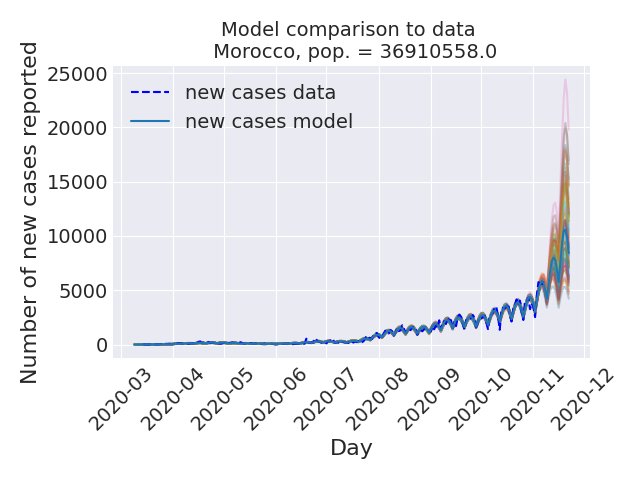 Model comparison to data
Morocco, pop. = 36910558.0
Number of new cases reported
25000
20000
15000
10000
5000
0
new cases data
new cases model
2020-03
2020-04
2020-05
2020-06
2020-07
2020-08
2020-09
2020-10
2020-11
2020-12
Day